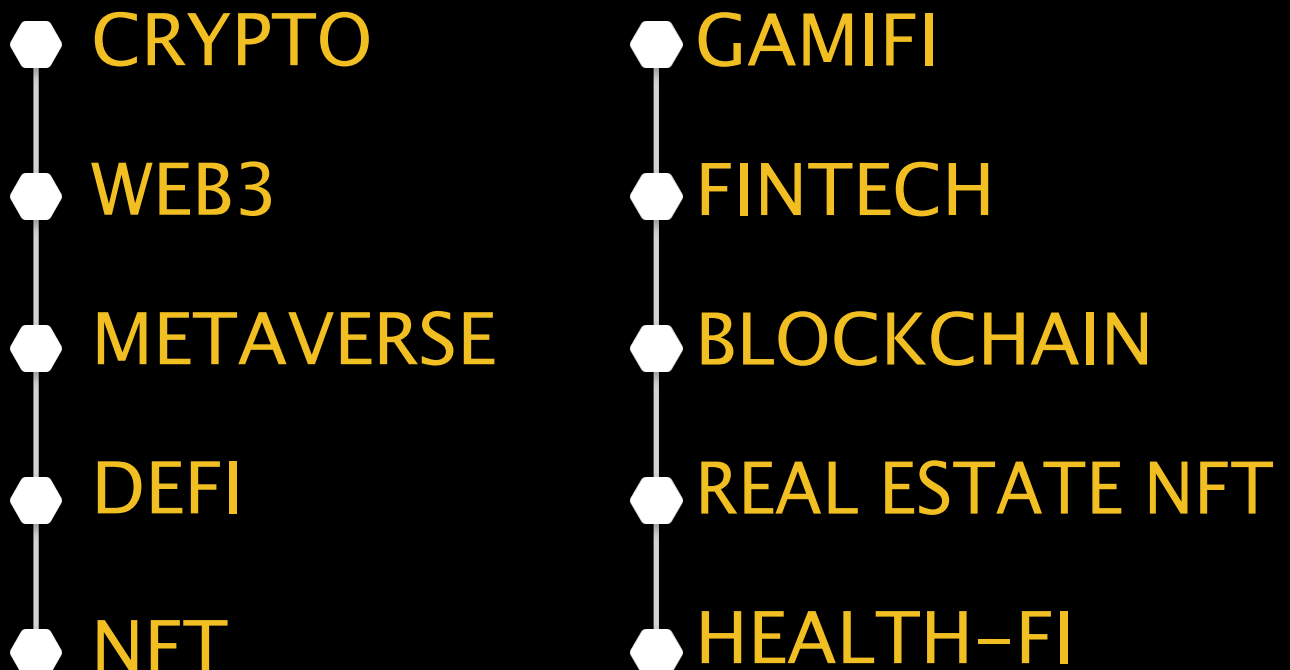 CRYPTO
WEB3
METAVERSE
DEFI
NFT
GAMIFI
FINTECH
BLOCKCHAIN
REAL ESTATE NFT
HEALTH-FI